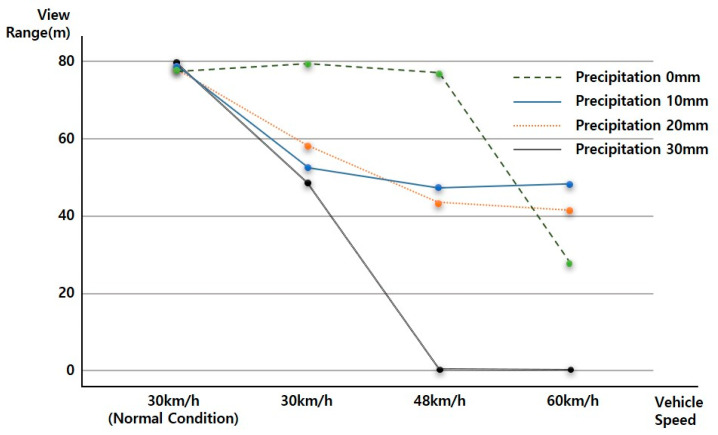 View
Range(m)
80
60
40
20
0
Precipitation 0mm
Precipitation 10mm
Precipitation 20mm
Precipitation 30mm
30km/h
(Normal Condition)
30km/h
48km/h
60km/h
Vehicle
Speed